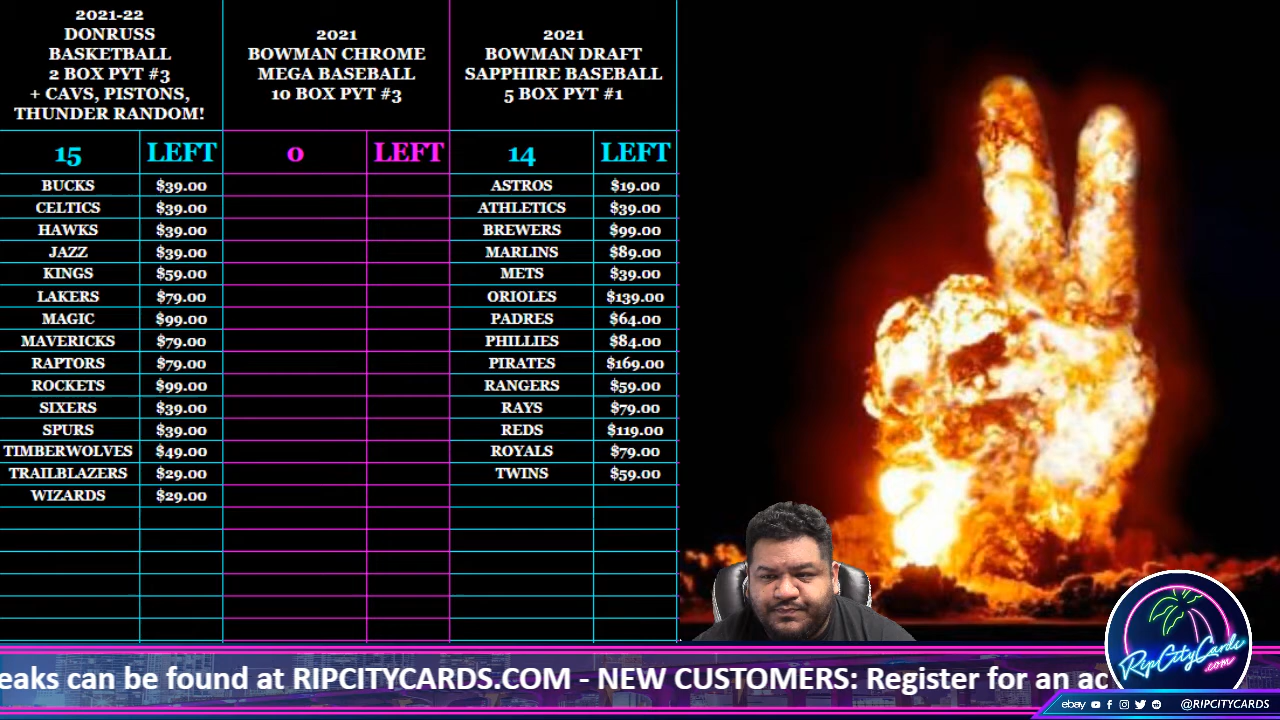 2021-22
DONRUSS
BASKETBALL
2 BOX PYT #3
+ CAVS, PISTONS,
THUNDER RANDOM!
2021
BOWMAN CHROME
MEGA BASEBALL
10 BOX PYT #3
2021
BOWMAN DRAFT
SAPPHIRE BASEBALL
5 BOX PYT #1
15 LEFT 0 LEFT 14 LEFT
BUCKS $39.00 ASTROS $19.00
CELTICS $39.00 ATHLETICS $39.00
HAWKS $39.00 BREWERS $99.00
JAZZ $39.00 MARLINS $89.00
KINGS $59.00 METS $39.00
LAKERS $79.00 ORIOLES $139.00
MAGIC $99.00 PADRES $64.00
MAVERICKS $79.00 PHILLIES $84.00
RAPTORS $79.00 PIRATES $169.00
ROCKETS $99.00 RANGERS $59.00
SIXERS $39.00 RAYS $79.00
SPURS $39.00 REDS $119.00
TIMBERWOLVES $49.00 ROYALS $79.00
TRAILBLAZERS $29.00 TWINS $59.00
WIZARDS $29.00
eaks can be found at RIPCITYCARDS.COM - NEW CUSTOMERS: Register for an ac
RipCityCards
.com
ebay @RIPCITYCARDS